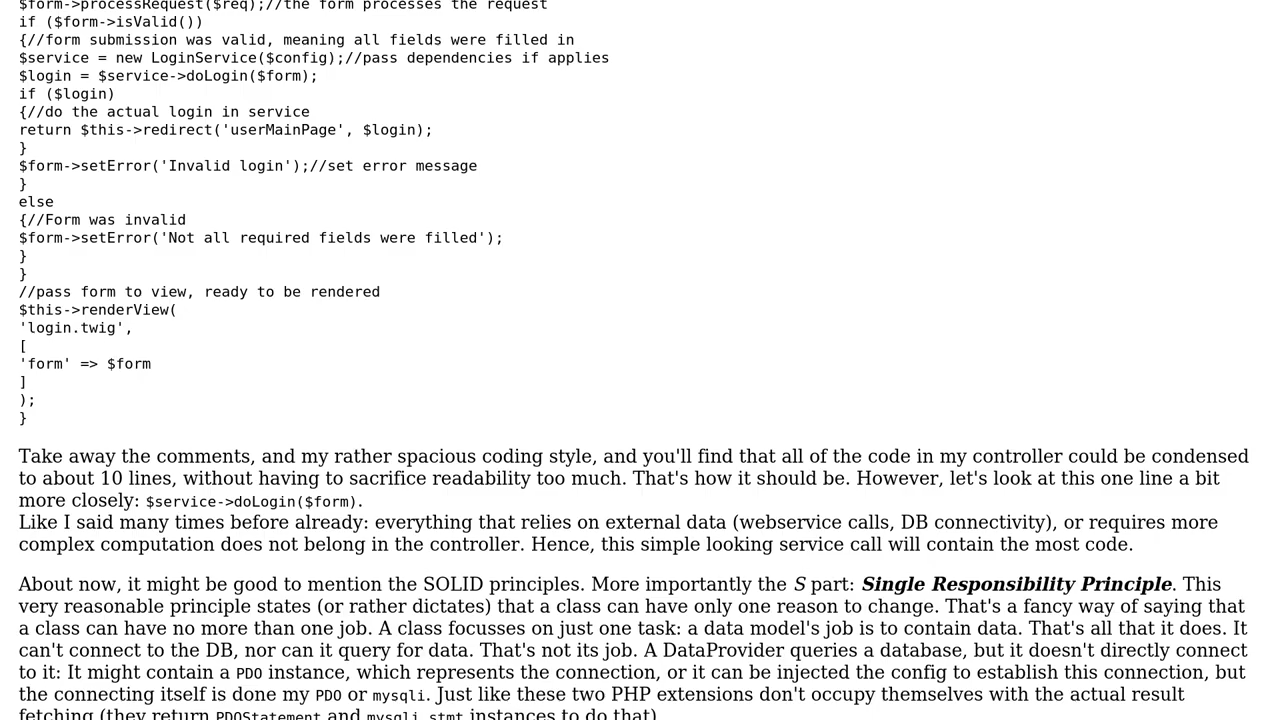 $form->processRequest($req);//the form processes the request
if ($form->isValid())
{//form submission was valid, meaning all fields were filled in
$service = new LoginService($config);//pass dependencies if applies
$login = $service->doLogin($form);
if ($login)
{//do the actual login in service
return $this->redirect('userMainPage', $login);
}
$form->setError('Invalid login');//set error message
}
else
{//Form was invalid
$form->setError('Not all required fields were filled');
}
}
//pass form to view, ready to be rendered
$this->renderView(
'login.twig',
[
'form' => $form
]
);
}
Take away the comments, and my rather spacious coding style, and you'll find that all of the code in my controller could be condensed
to about 10 lines, without having to sacrifice readability too much. That's how it should be. However, let's look at this one line a bit
more closely: $service->doLogin($form).
Like I said many times before already: everything that relies on external data (webservice calls, DB connectivity), or requires more
complex computation does not belong in the controller. Hence, this simple looking service call will contain the most code.
About now, it might be good to mention the SOLID principles. More importantly the S part: Single Responsibility Principle. This
very reasonable principle states (or rather dictates) that a class can have only one reason to change. That's a fancy way of saying that
a class can have no more than one job. A class focusses on just one task: a data model's job is to contain data. That's all that it does. It
can't connect to the DB, nor can it query for data. That's not its job. A DataProvider queries a database, but it doesn't directly connect
to it: It might contain a PDO instance, which represents the connection, or it can be injected the config to establish this connection, but
the connecting itself is done my PDO or mysqli. Just like these two PHP extensions don't occupy themselves with the actual result
fetching (they return PDOStatement and mysqli_stmt instances to do that)